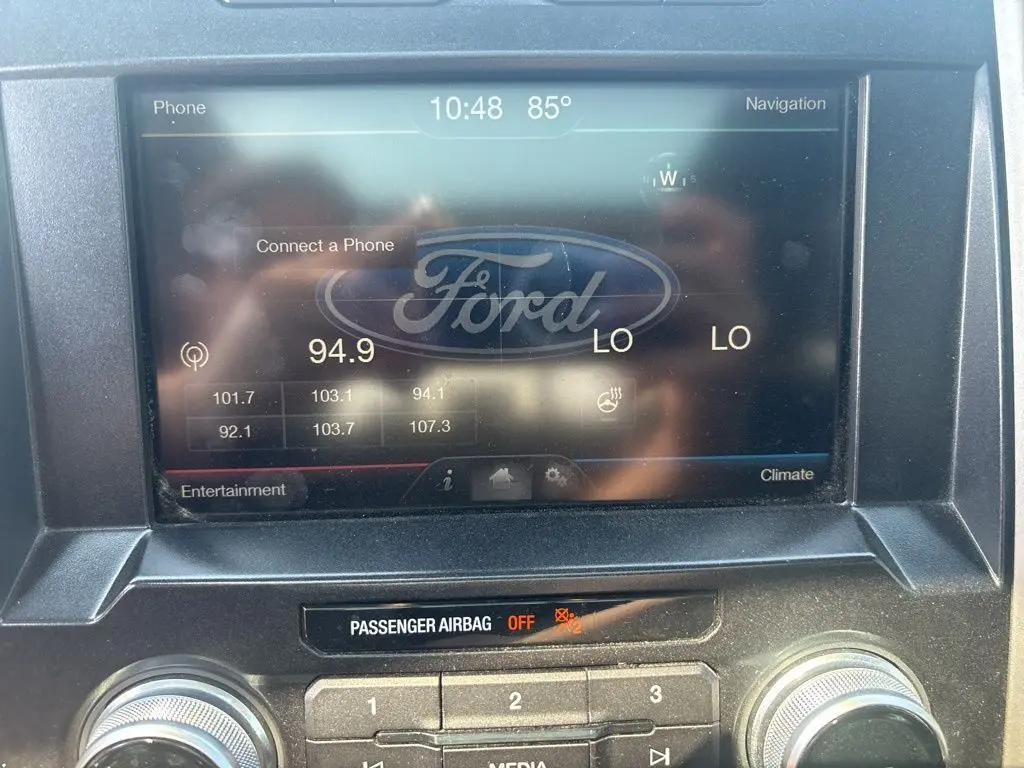 Phone 10:48 85° Navigation
W
Connect a Phone
Ford
94.9 LO LO
101.7 103.1 94.1
92.1 103.7 107.3
Entertainment i Climate
PASSENGER AIRBAG OFF
1 2 3
MEDIA